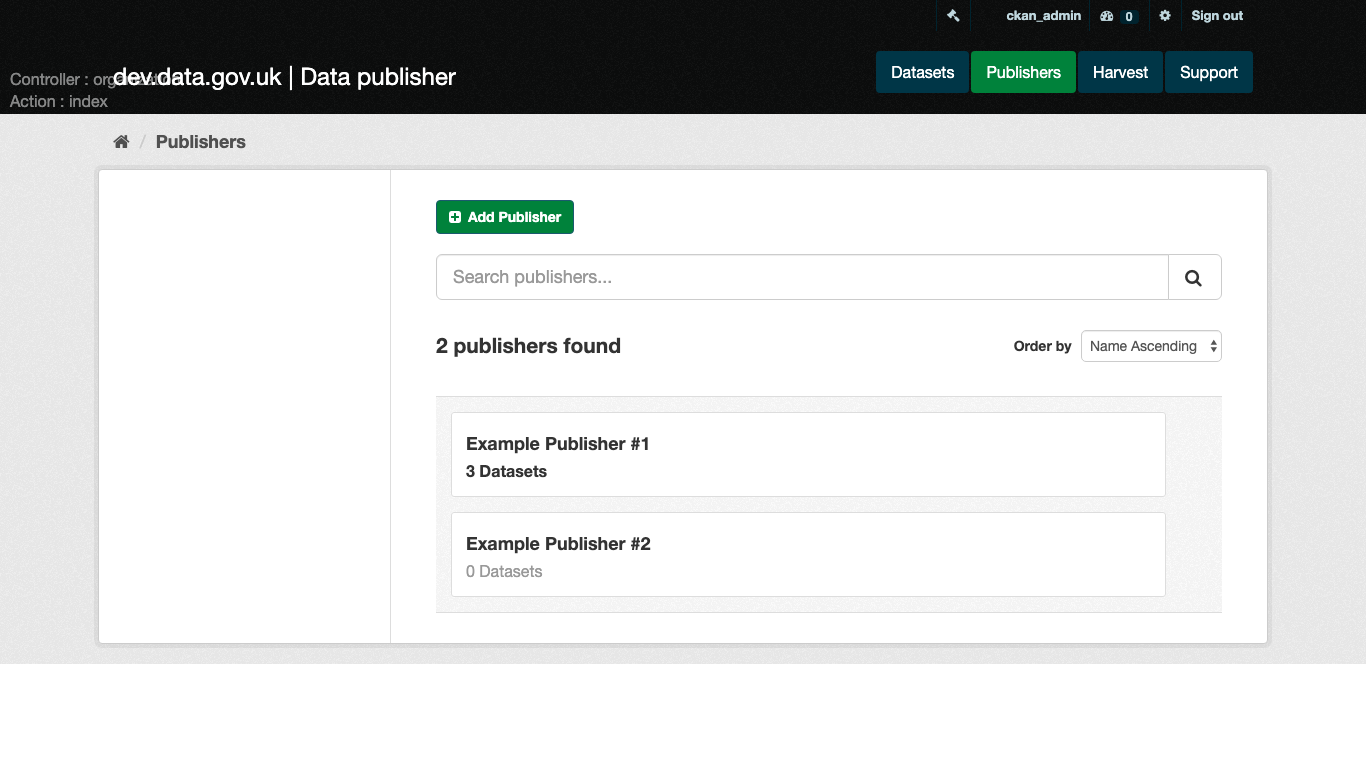 ckan_admin 0 Sign out
Controller : organization
dev.data.gov.uk | Data publisher
Datasets Publishers Harvest Support
Action : index
/ Publishers
Add Publisher
Search publishers...
2 publishers found
Order by Name Ascending
Example Publisher #1
3 Datasets
Example Publisher #2
0 Datasets